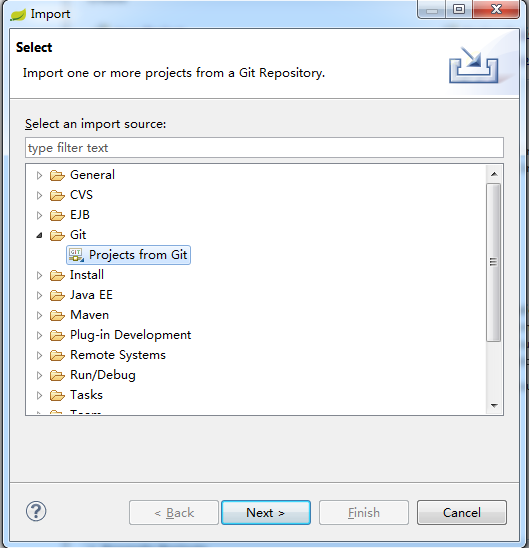 Import
Select
Import one or more projects from a Git Repository.
Select an import source:
type filter text
General
CVS
EJB
Git
GIT Projects from Git
Install
Java EE
Maven
Plug-in Development
Remote Systems
Run/Debug
Tasks
Team
?
< Back
Next >
Finish
Cancel